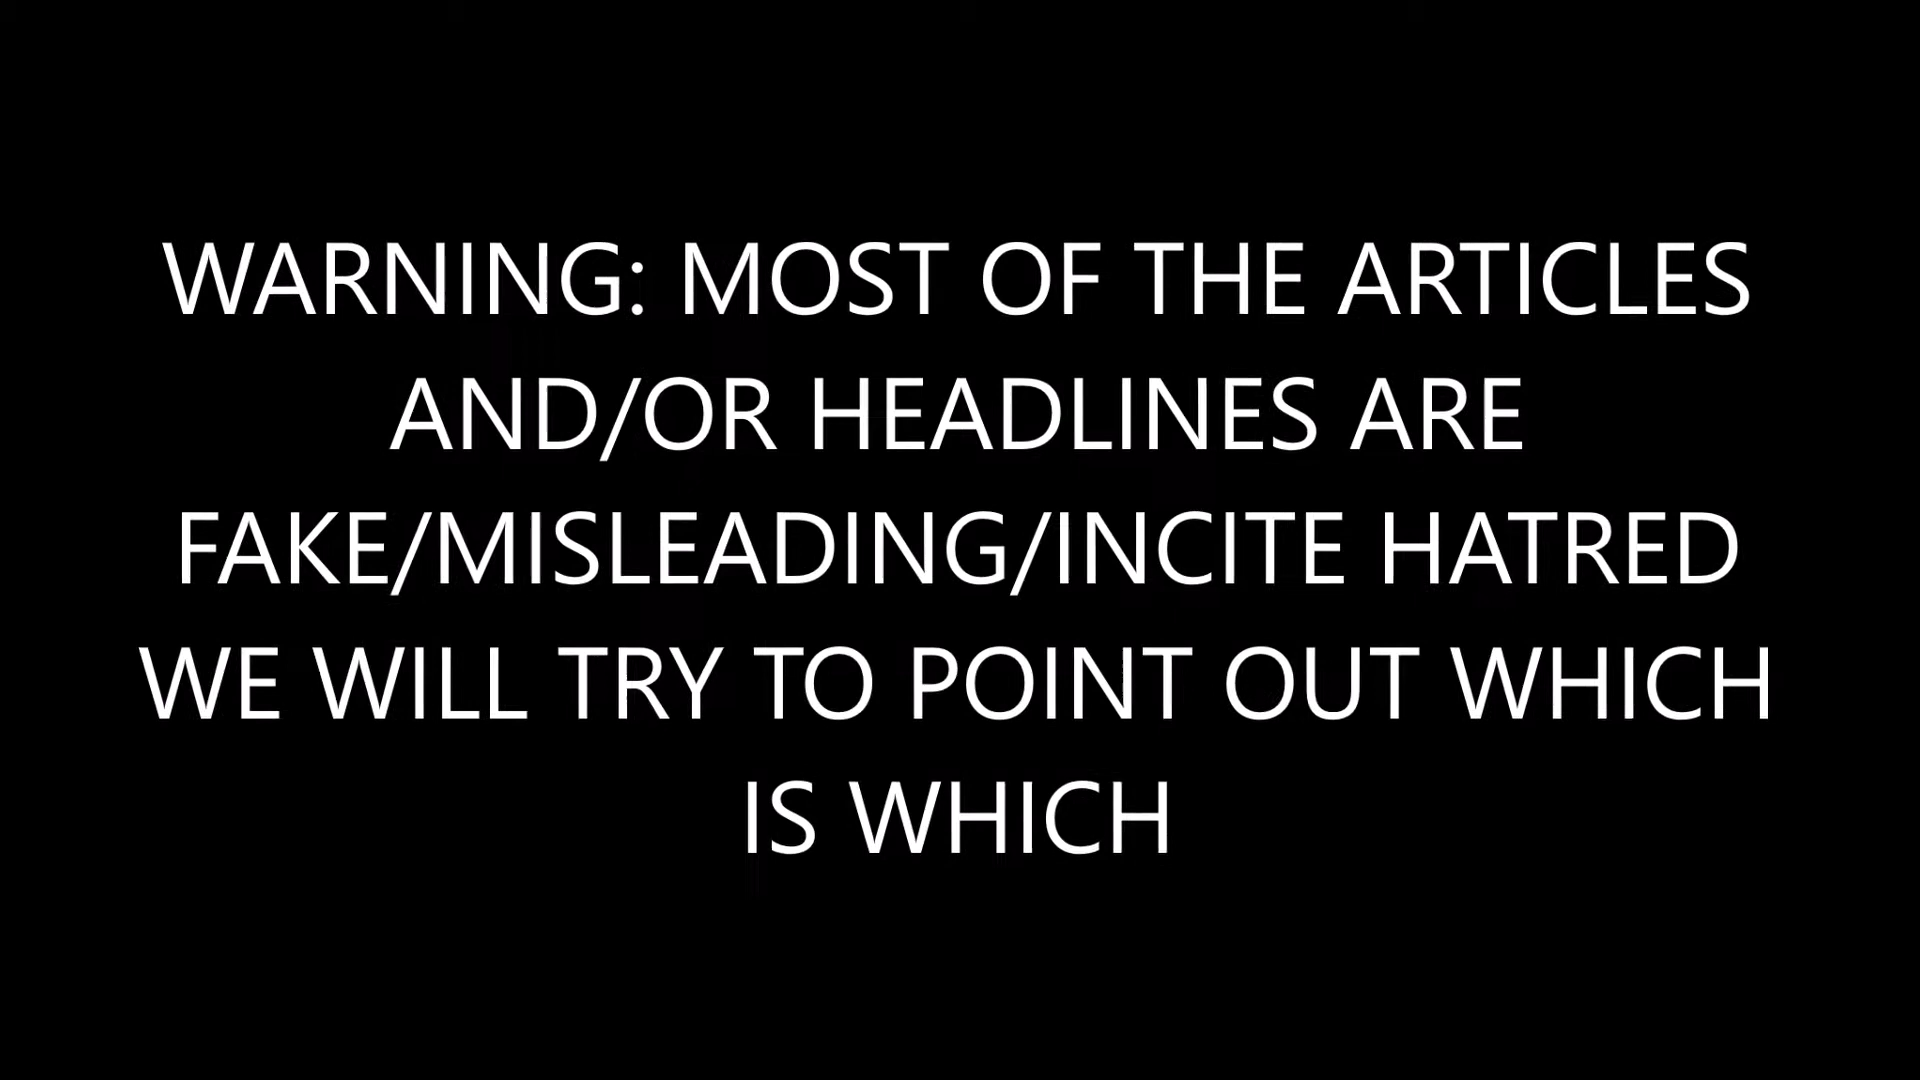 WARNING: MOST OF THE ARTICLES
AND/OR HEADLINES ARE
FAKE/MISLEADING/INCITE HATRED
WE WILL TRY TO POINT OUT WHICH
IS WHICH